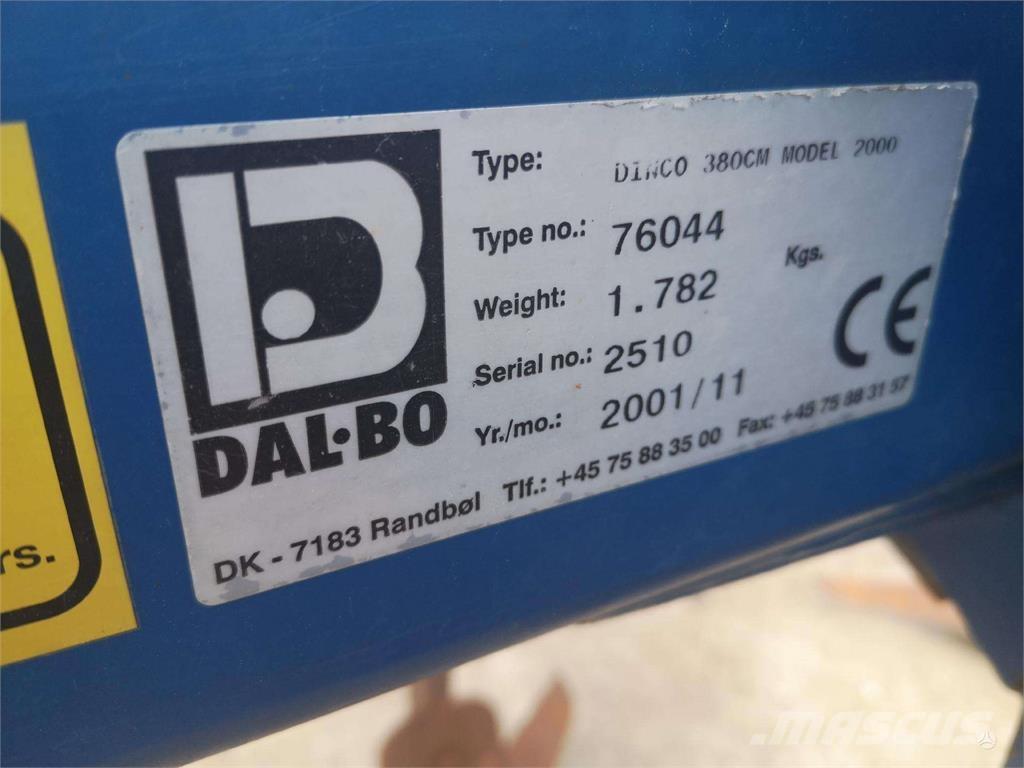 Type: DINCO 380CM MODEL 2000
Type no.: 76044
Weight: 1.782 Kgs.
Serial no.: 2510
Yr./mo.: 2001/11
CE
DAL·BO
DK - 7183 Randbøl Tlf.: +45 75 88 35 00 Fax: +45 75 88 31 57
rs.
MASCUS